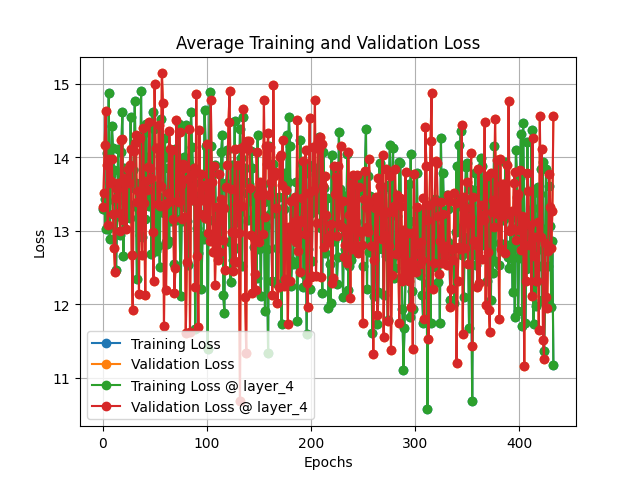 Average Training and Validation Loss
15
14
13
12
11
Loss
Training Loss
Validation Loss
Training Loss @ layer_4
Validation Loss @ layer_4
0
100
200
300
400
Epochs